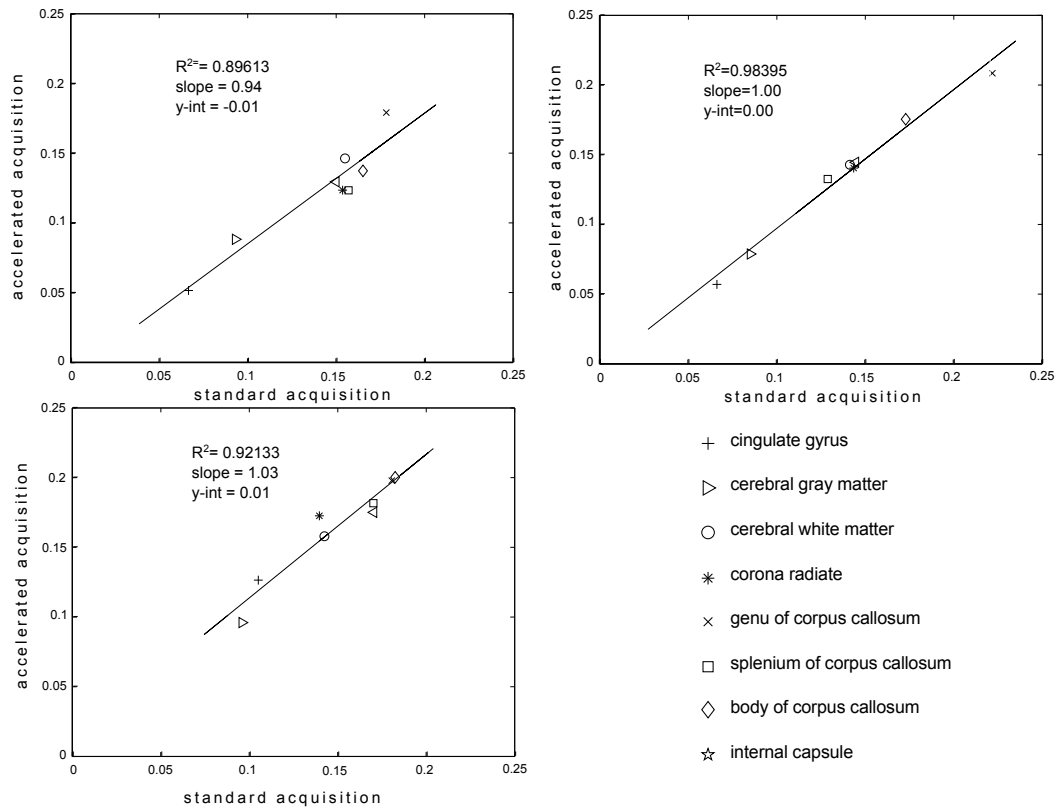 0.25
0.2
0.15
0.1
0.05
0
accelerated acquisition
R2= = 0.89613
slope = 0.94
y-int = -0.01
0
0.05
0.1
0.15
0.2
0.25
standard acquisition
0.25
0.2
0.15
0.1
0.05
0
accelerated acquisition
R2=0.98395
slope=1.00
y-int=0.00
0
0.05
0.1
0.15
0.2
0.25
standard acquisition
0.25
0.2
0.15
0.1
0.05
0
accelerated acquisition
R2= 0.92133
slope = 1.03
y-int = 0.01
0
0.05
0.1
0.15
0.2
0.25
standard acquisition
cingulate gyrus
cerebral gray matter
cerebral white matter
corona radiate
genu of corpus callosum
splenium of corpus callosum
body of corpus callosum
internal capsule